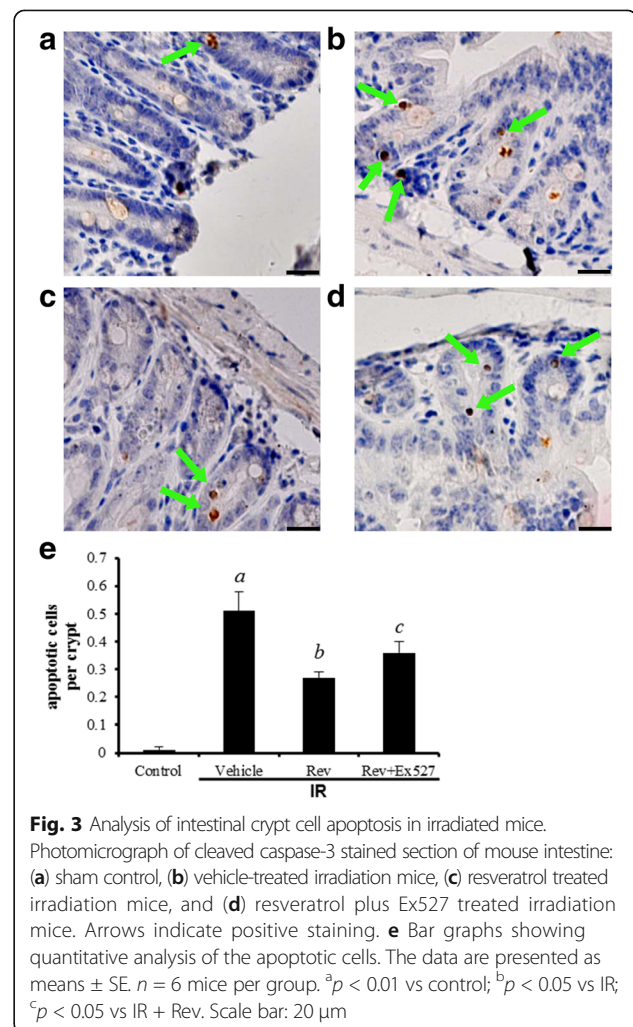 a
b
c
d
e
0.7
0.6
0.5
0.4
0.3
0.2
0.1
0
apoptotic cells
per crypt
a
b
c
Control Vehicle Rev Rev+Ex527
IR
Fig. 3 Analysis of intestinal crypt cell apoptosis in irradiated mice.
Photomicrograph of cleaved caspase-3 stained section of mouse intestine:
(a) sham control, (b) vehicle-treated irradiation mice, (c) resveratrol treated
irradiation mice, and (d) resveratrol plus Ex527 treated irradiation
mice. Arrows indicate positive staining. e Bar graphs showing
quantitative analysis of the apoptotic cells. The data are presented as
means ± SE. n = 6 mice per group. ᵃp < 0.01 vs control; ᵇp < 0.05 vs IR;
ᶜp < 0.05 vs IR + Rev. Scale bar: 20 μm